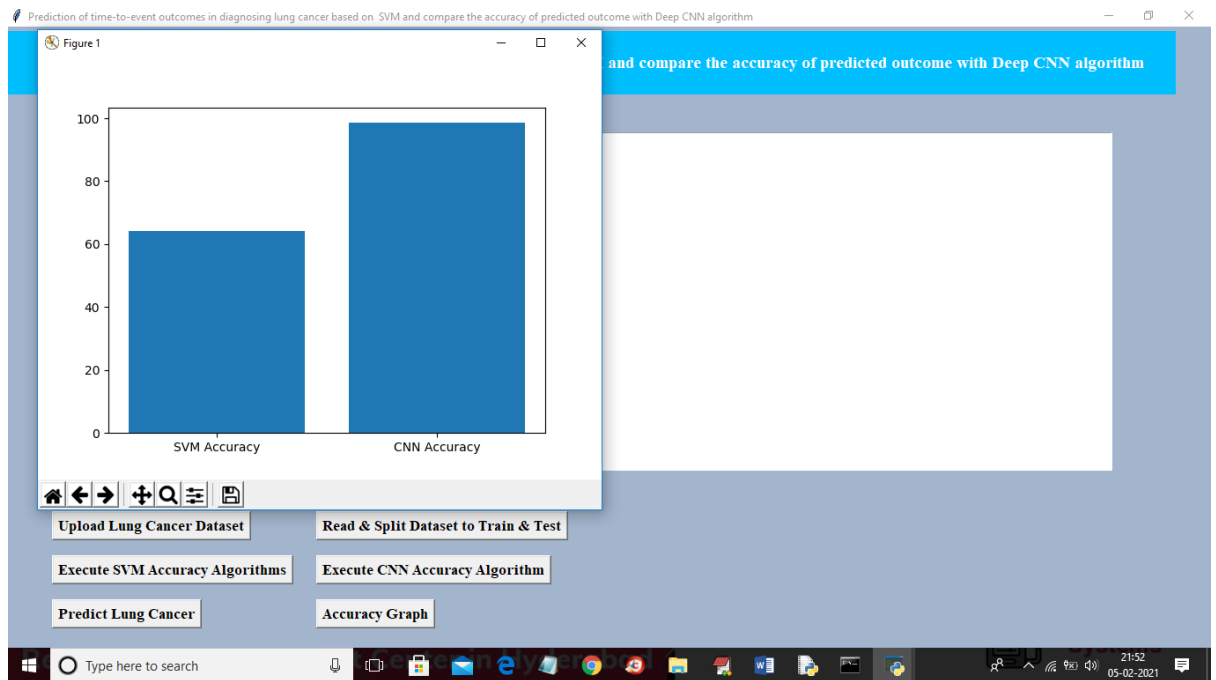 Prediction of time-to-event outcomes in diagnosing lung cancer based on SVM and compare the accuracy of predicted outcome with Deep CNN algorithm
Figure 1
and compare the accuracy of predicted outcome with Deep CNN algorithm
100
80
60
40
20
0
SVM Accuracy
CNN Accuracy
Upload Lung Cancer Dataset
Read & Split Dataset to Train & Test
Execute SVM Accuracy Algorithms
Execute CNN Accuracy Algorithm
Predict Lung Cancer
Accuracy Graph
Type here to search
21:52
05-02-2021